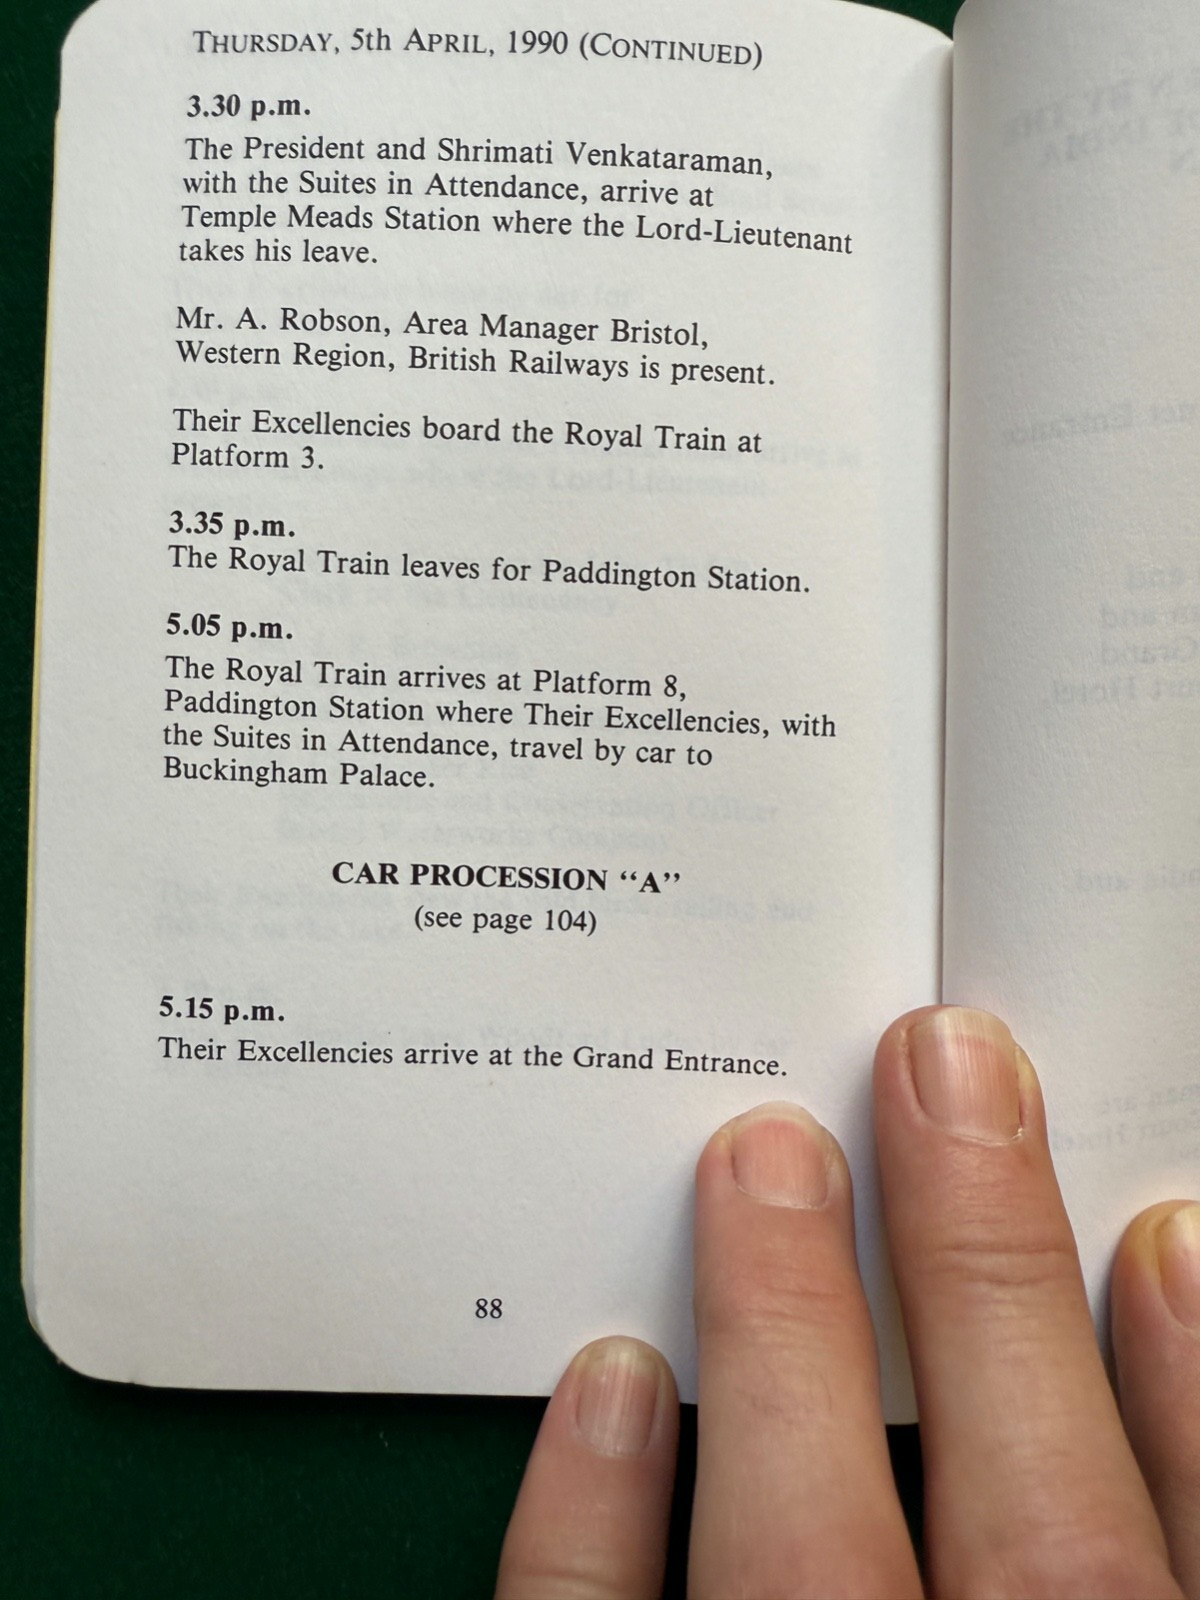 THURSDAY, 5th APRIL, 1990 (CONTINUED)
3.30 p.m.
The President and Shrimati Venkataraman,
with the Suites in Attendance, arrive at
Temple Meads Station where the Lord-Lieutenant
takes his leave.
Mr. A. Robson, Area Manager Bristol,
Western Region, British Railways is present.
Their Excellencies board the Royal Train at
Platform 3.
3.35 p.m.
The Royal Train leaves for Paddington Station.
5.05 p.m.
The Royal Train arrives at Platform 8,
Paddington Station where Their Excellencies, with
the Suites in Attendance, travel by car to
Buckingham Palace.
CAR PROCESSION “A”
(see page 104)
5.15 p.m.
Their Excellencies arrive at the Grand Entrance.
88